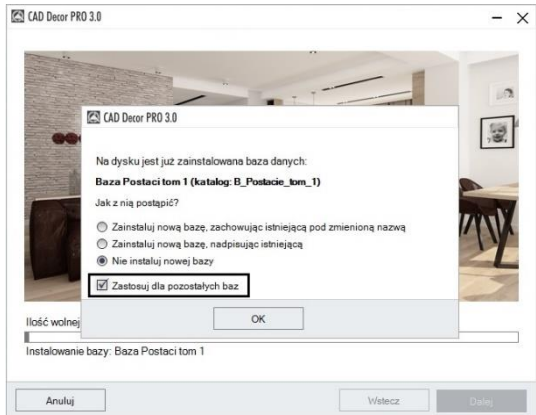 CAD Decor PRO 3.0
CAD Decor PRO 3.0
Na dysku jest już zainstalowana baza danych:
Baza Postaci tom 1 (katalog: B_Postacie_tom_1)
Jak z nią postąpić?
Zainstaluj nową bazę, zachowując istniejącą pod zmienioną nazwą
Zainstaluj nową bazę, nadpisując istniejącą
Nie instaluj nowej bazy
Zastosuj dla pozostałych baz
OK
Ilość wolnej
Instalowanie bazy: Baza Postaci tom 1
Anuluj
Wstecz
Dalej